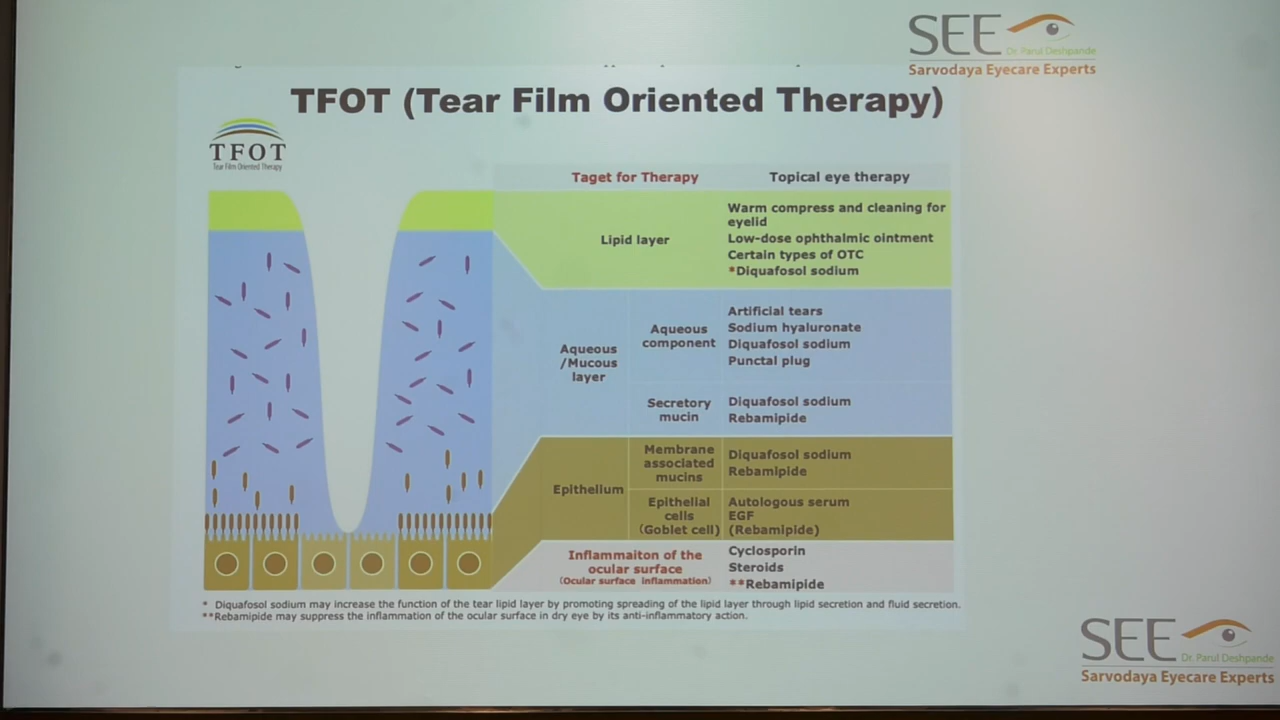 SEE
Dr. Parul Deshpande
Sarvodaya Eyecare Experts
TFOT (Tear Film Oriented Therapy)
TFOT
Tear Film Oriented Therapy
Taget for Therapy
Topical eye therapy
Lipid layer
Warm compress and cleaning for
eyelid
Low-dose ophthalmic ointment
Certain types of OTC
*Diquafosol sodium
Aqueous
/Mucous
layer
Aqueous
component
Artificial tears
Sodium hyaluronate
Diquafosol sodium
Punctal plug
Secretory
mucin
Diquafosol sodium
Rebamipide
Epithelium
Membrane
associated
mucins
Diquafosol sodium
Rebamipide
Epithelial
cells
(Goblet cell)
Autologous serum
EGF
(Rebamipide)
Inflammaiton of the
ocular surface
(Ocular surface inflammation)
Cyclosporin
Steroids
**Rebamipide
* Diquafosol sodium may increase the function of the tear lipid layer by promoting spreading of the lipid layer through lipid secretion and fluid secretion.
**Rebamipide may suppress the inflammation of the ocular surface in dry eye by its anti-inflammatory action.
SEE
Dr. Parul Deshpande
Sarvodaya Eyecare Experts